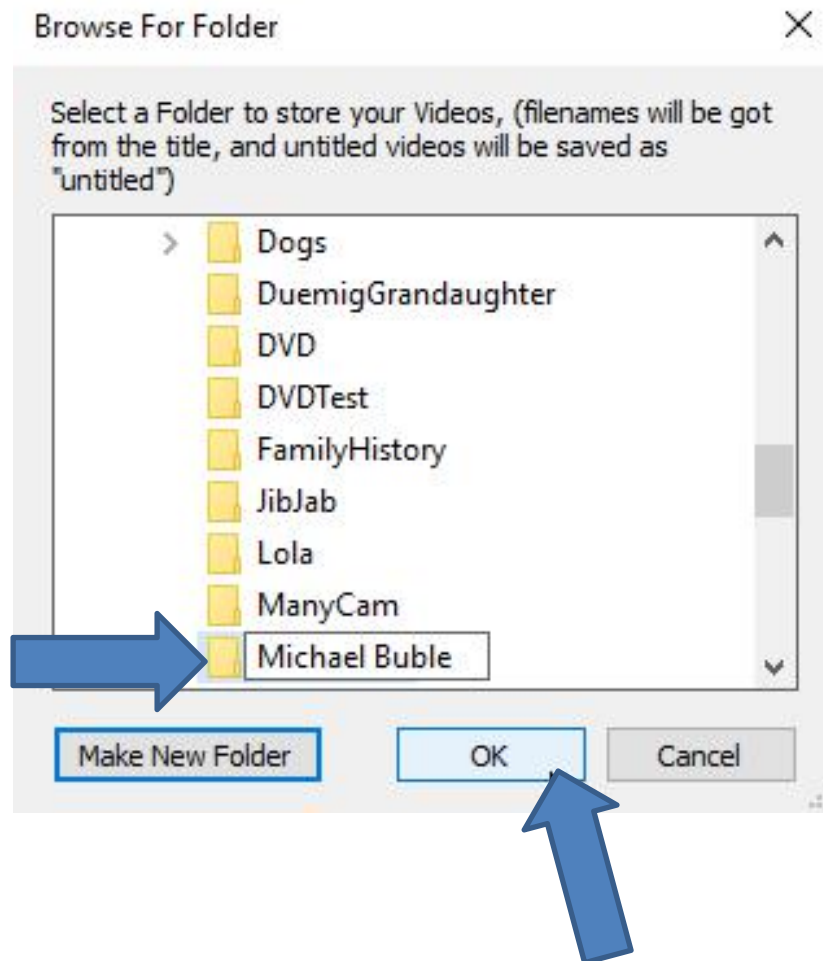 Browse For Folder
Select a Folder to store your Videos, (filenames will be got
from the title, and untitled videos will be saved as
"untitled")
Dogs
DuemigGrandaughter
DVD
DVDTest
FamilyHistory
JibJab
Lola
ManyCam
Michael Buble
Make New Folder OK Cancel